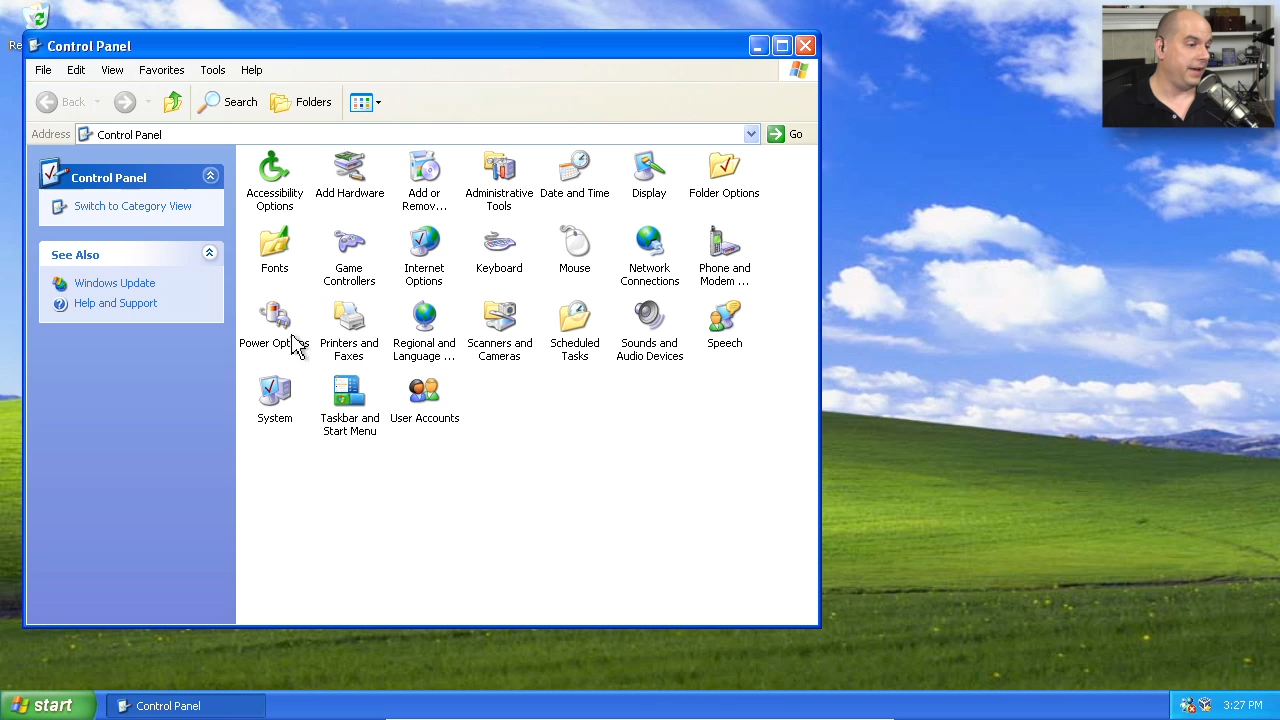 Re
Control Panel
File Edit View Favorites Tools Help
Back Search Folders
Address Control Panel Go
Control Panel
Switch to Category View
See Also
Windows Update
Help and Support
Accessibility
Options
Add Hardware
Add or
Remov...
Administrative
Tools
Date and Time
Display
Folder Options
Fonts
Game
Controllers
Internet
Options
Keyboard
Mouse
Network
Connections
Phone and
Modem ...
Power Options
Printers and
Faxes
Regional and
Language ...
Scanners and
Cameras
Scheduled
Tasks
Sounds and
Audio Devices
Speech
System
Taskbar and
Start Menu
User Accounts
start Control Panel 3:27 PM